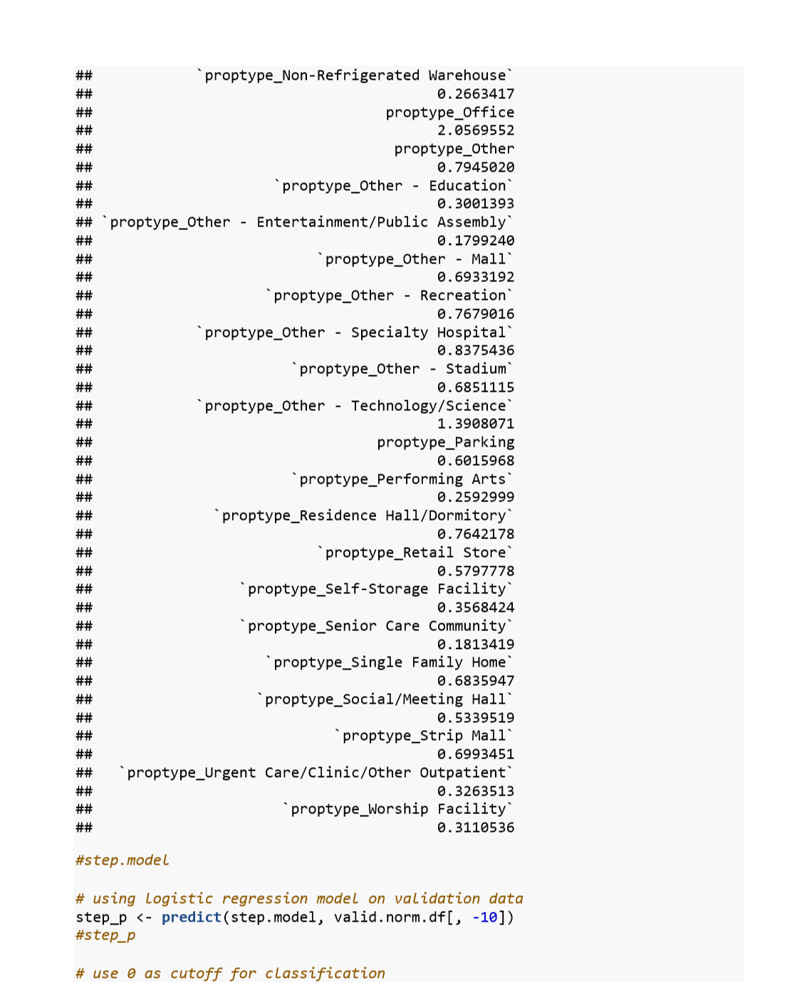 ## `proptype_Non-Refrigerated Warehouse`
## 0.2663417
## proptype_Office
## 2.0569552
## proptype_Other
## 0.7945020
## `proptype_Other - Education`
## 0.3001393
## `proptype_Other - Entertainment/Public Assembly`
## 0.1799240
## `proptype_Other - Mall`
## 0.6933192
## `proptype_Other - Recreation`
## 0.7679016
## `proptype_Other - Specialty Hospital`
## 0.8375436
## `proptype_Other - Stadium`
## 0.6851115
## `proptype_Other - Technology/Science`
## 1.3908071
## proptype_Parking
## 0.6015968
## `proptype_Performing Arts`
## 0.2592999
## `proptype_Residence Hall/Dormitory`
## 0.7642178
## `proptype_Retail Store`
## 0.5797778
## `proptype_Self-Storage Facility`
## 0.3568424
## `proptype_Senior Care Community`
## 0.1813419
## `proptype_Single Family Home`
## 0.6835947
## `proptype_Social/Meeting Hall`
## 0.5339519
## `proptype_Strip Mall`
## 0.6993451
## `proptype_Urgent Care/Clinic/Other Outpatient`
## 0.3263513
## `proptype_Worship Facility`
## 0.3110536
#step.model
# using logistic regression model on validation data
step_p <- predict(step.model, valid.norm.df[, -10])
#step_p
# use 0 as cutoff for classification